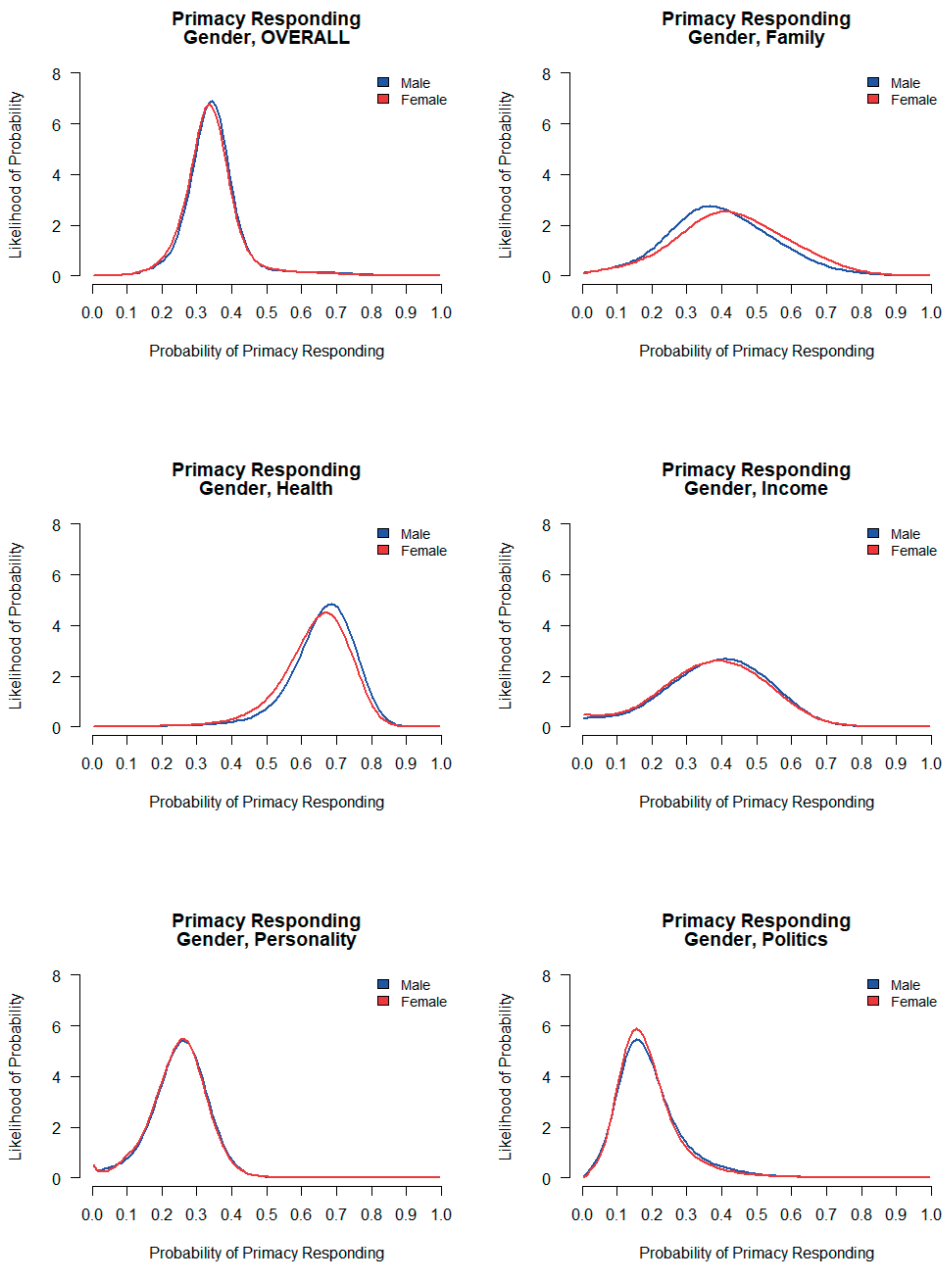 Primacy Responding
Gender, OVERALL
Likelihood of Probability
8
6
4
2
0
Male
Female
0.0 0.1 0.2 0.3 0.4 0.5 0.6 0.7 0.8 0.9 1.0
Probability of Primacy Responding
Primacy Responding
Gender, Family
Likelihood of Probability
8
6
4
2
0
Male
Female
0.0 0.1 0.2 0.3 0.4 0.5 0.6 0.7 0.8 0.9 1.0
Probability of Primacy Responding
Primacy Responding
Gender, Health
Likelihood of Probability
8
6
4
2
0
Male
Female
0.0 0.1 0.2 0.3 0.4 0.5 0.6 0.7 0.8 0.9 1.0
Probability of Primacy Responding
Primacy Responding
Gender, Income
Likelihood of Probability
8
6
4
2
0
Male
Female
0.0 0.1 0.2 0.3 0.4 0.5 0.6 0.7 0.8 0.9 1.0
Probability of Primacy Responding
Primacy Responding
Gender, Personality
Likelihood of Probability
8
6
4
2
0
Male
Female
0.0 0.1 0.2 0.3 0.4 0.5 0.6 0.7 0.8 0.9 1.0
Probability of Primacy Responding
Primacy Responding
Gender, Politics
Likelihood of Probability
8
6
4
2
0
Male
Female
0.0 0.1 0.2 0.3 0.4 0.5 0.6 0.7 0.8 0.9 1.0
Probability of Primacy Responding